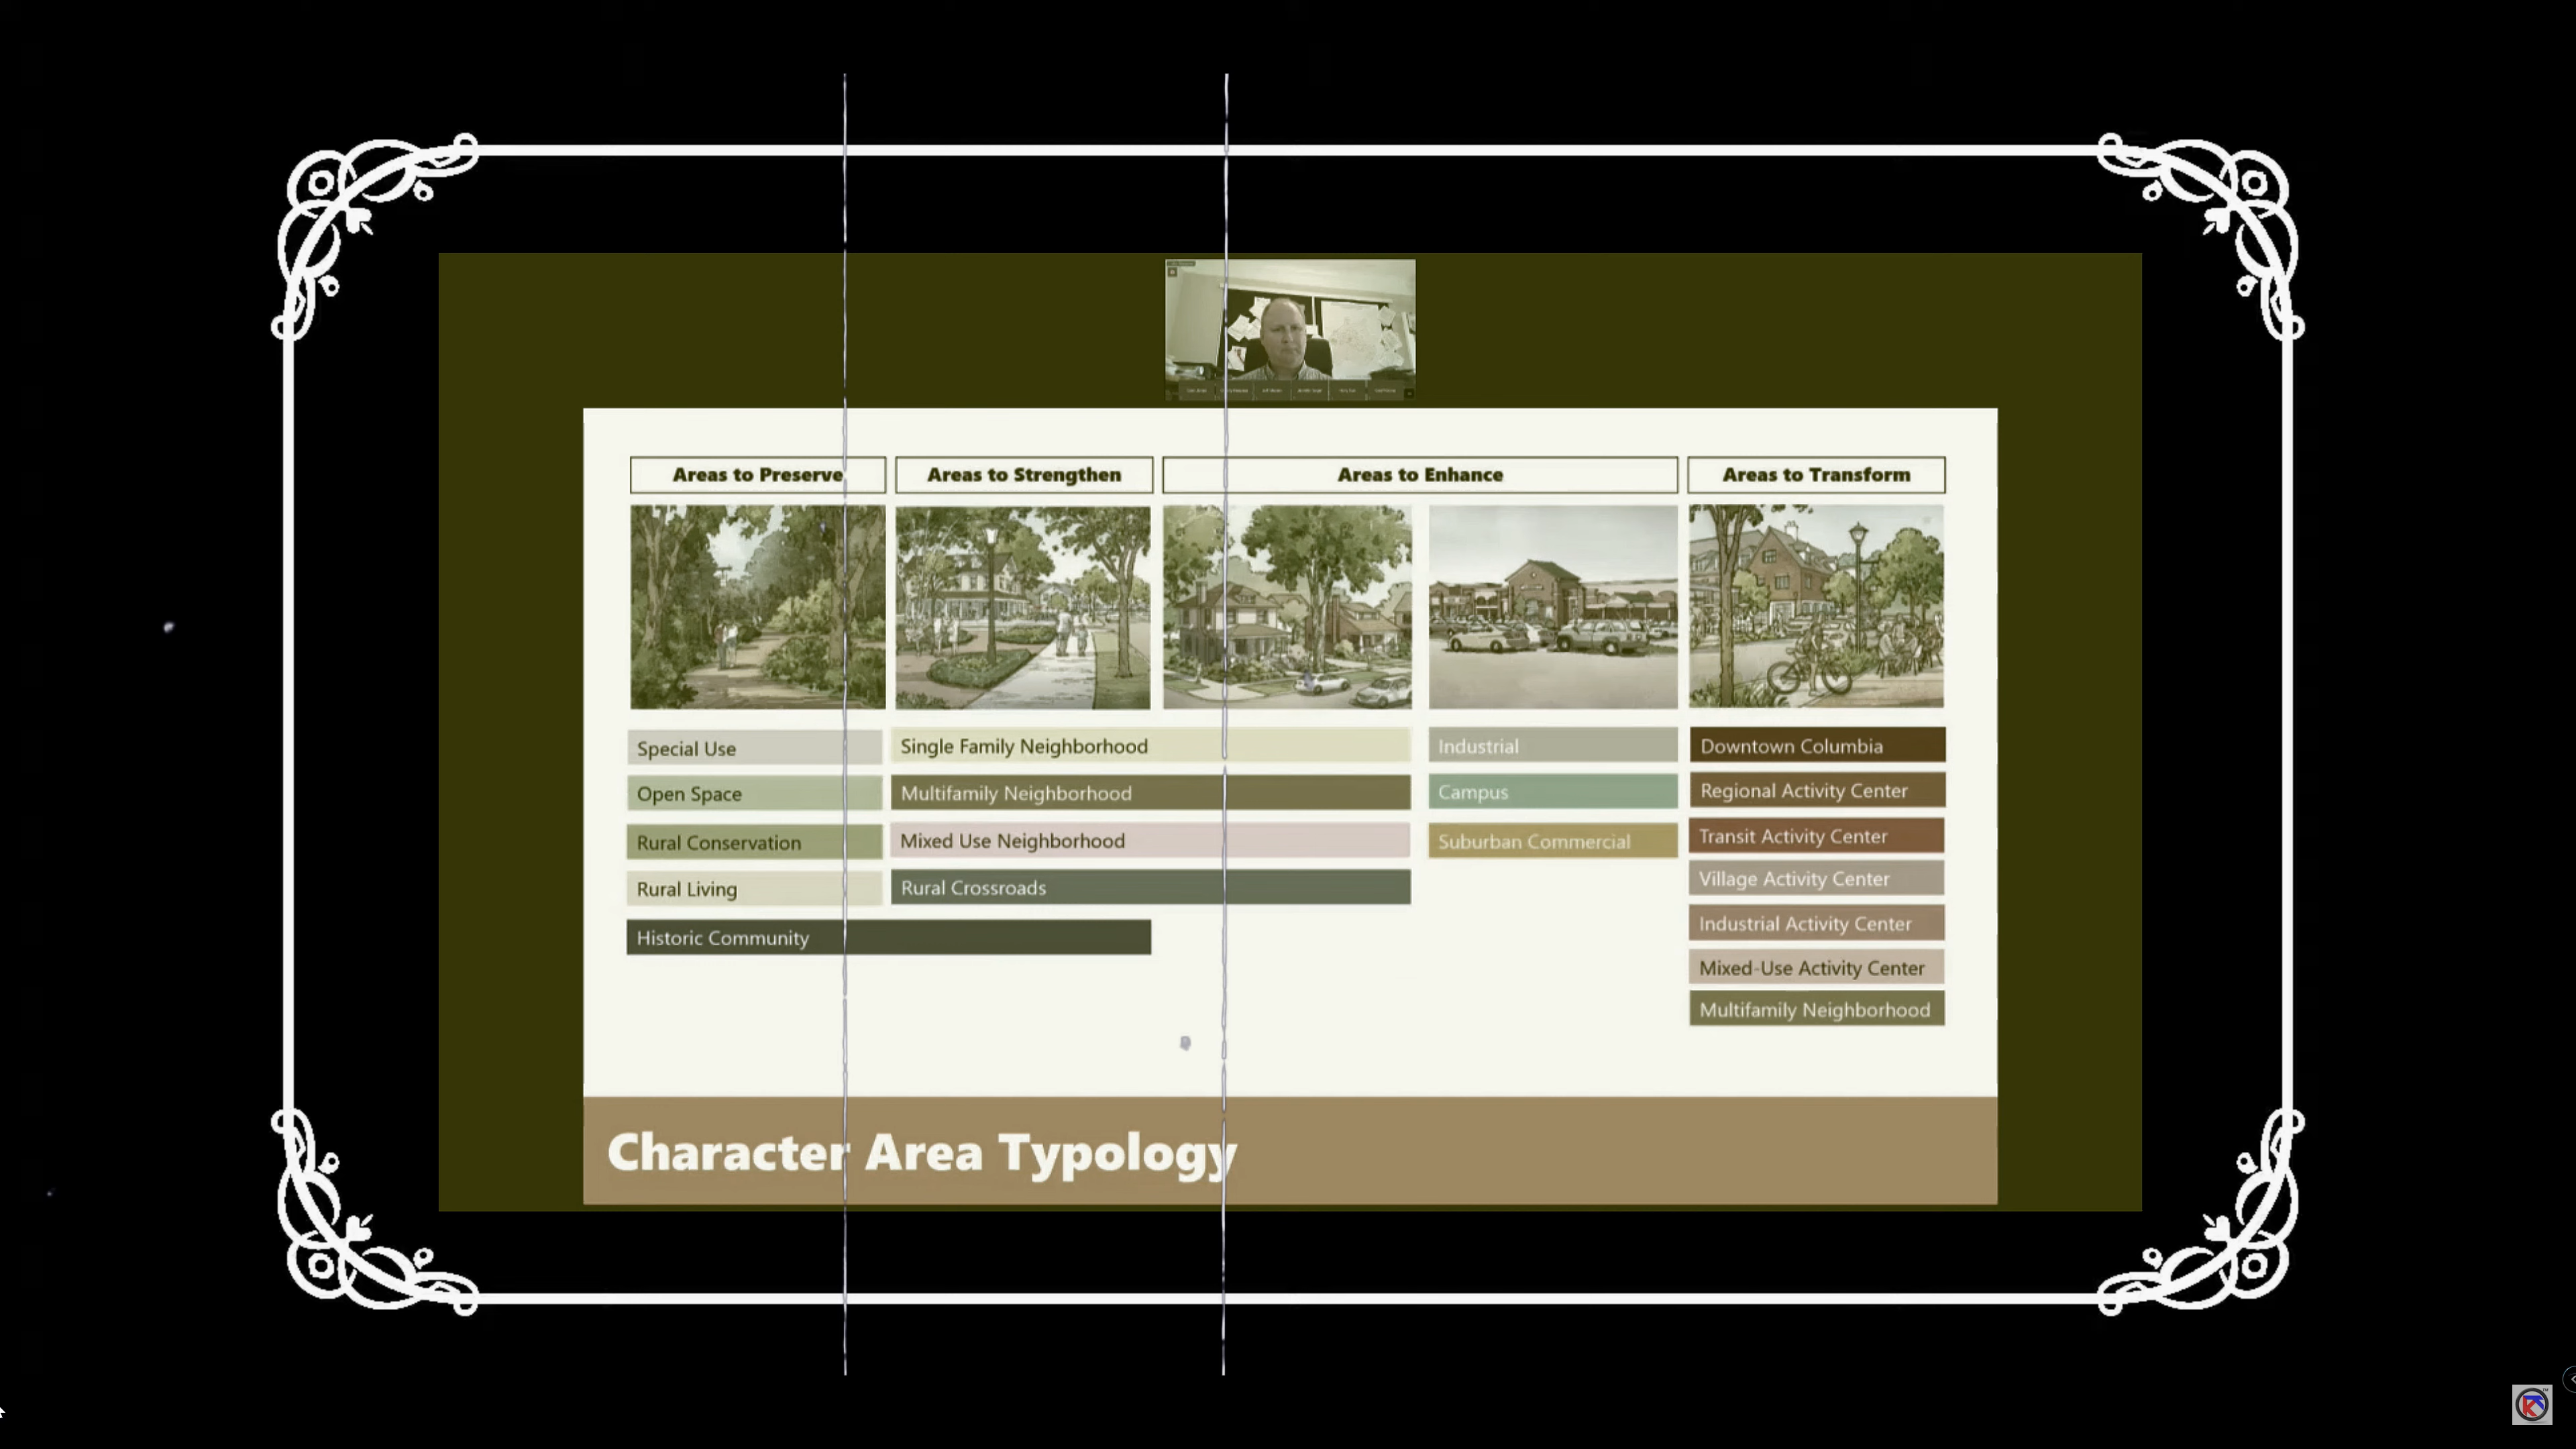 Areas to Preserve
Areas to Strengthen
Areas to Enhance
Areas to Transform
Special Use
Open Space
Rural Conservation
Rural Living
Historic Community
Single Family Neighborhood
Multifamily Neighborhood
Mixed Use Neighborhood
Rural Crossroads
Industrial
Campus
Suburban Commercial
Downtown Columbia
Regional Activity Center
Transit Activity Center
Village Activity Center
Industrial Activity Center
Mixed-Use Activity Center
Multifamily Neighborhood
Character Area Typology